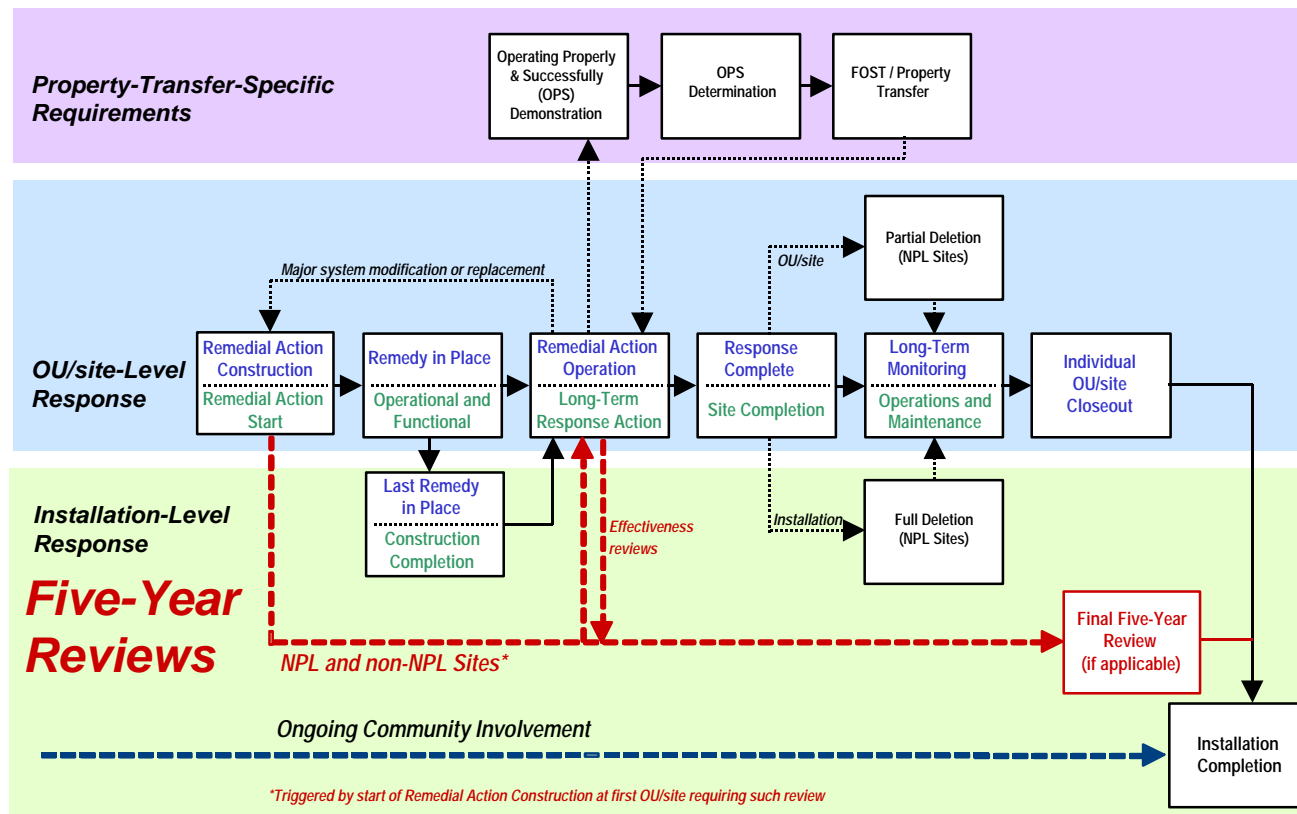 Property-Transfer-Specific
Requirements
Operating Properly
& Successfully
(OPS)
Demonstration
OPS
Determination
FOST / Property
Transfer
OU/site-Level
Response
Major system modification or replacement
OU/site
Partial Deletion
(NPL Sites)
Remedial Action
Construction
Remedial Action
Start
Remedy in Place
Operational and
Functional
Remedial Action
Operation
Long-Term
Response Action
Response
Complete
Site Completion
Long-Term
Monitoring
Operations and
Maintenance
Individual
OU/site
Closeout
Installation-Level
Response
Last Remedy
in Place
Construction
Completion
Effectiveness
reviews
Installation
Full Deletion
(NPL Sites)
Five-Year
Reviews
NPL and non-NPL Sites*
Final Five-Year
Review
(if applicable)
Ongoing Community Involvement
Installation
Completion
*Triggered by start of Remedial Action Construction at first OU/site requiring such review